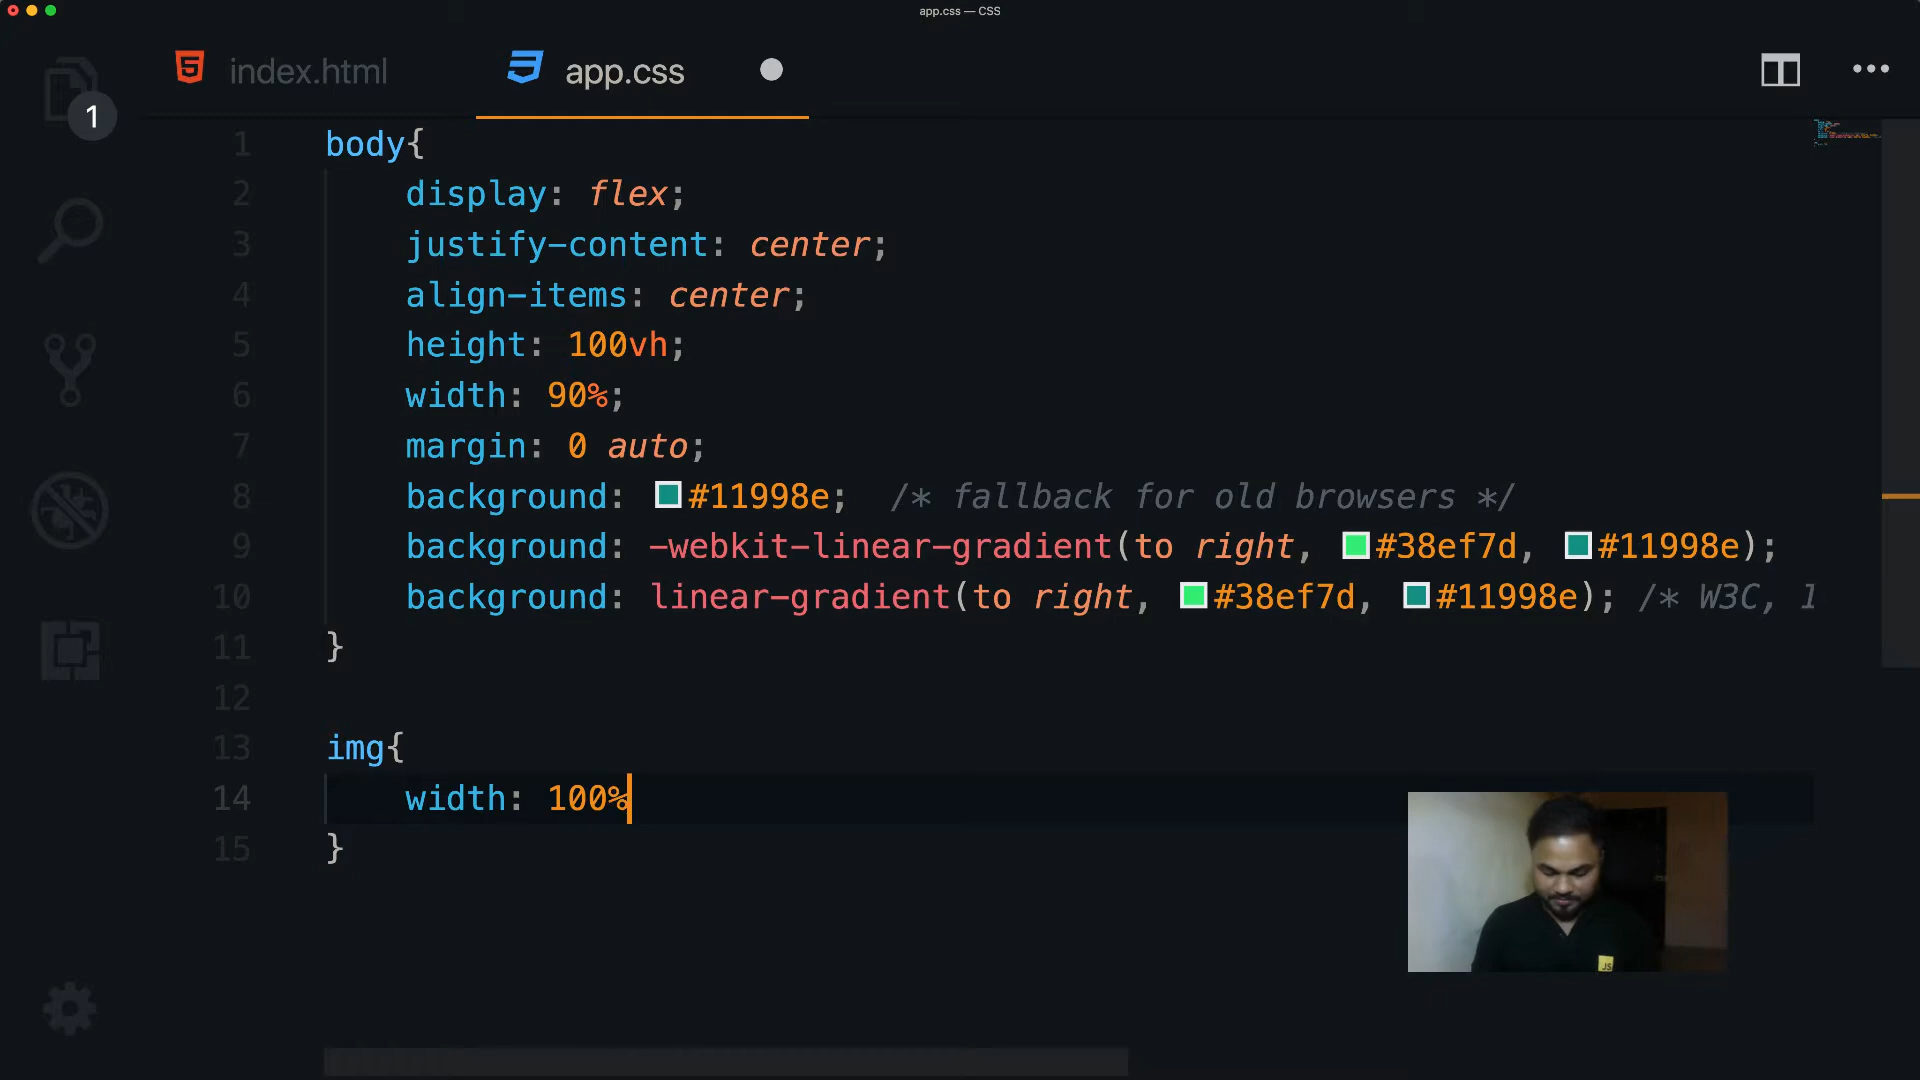 app.css — CSS
index.html
app.css
1
1 body{
2 display: flex;
3 justify-content: center;
4 align-items: center;
5 height: 100vh;
6 width: 90%;
7 margin: 0 auto;
8 background: #11998e; /* fallback for old browsers */
9 background: -webkit-linear-gradient(to right, #38ef7d, #11998e);
10 background: linear-gradient(to right, #38ef7d, #11998e); /* W3C,
11 }
12
13 img{
14 width: 100%
15 }
JS